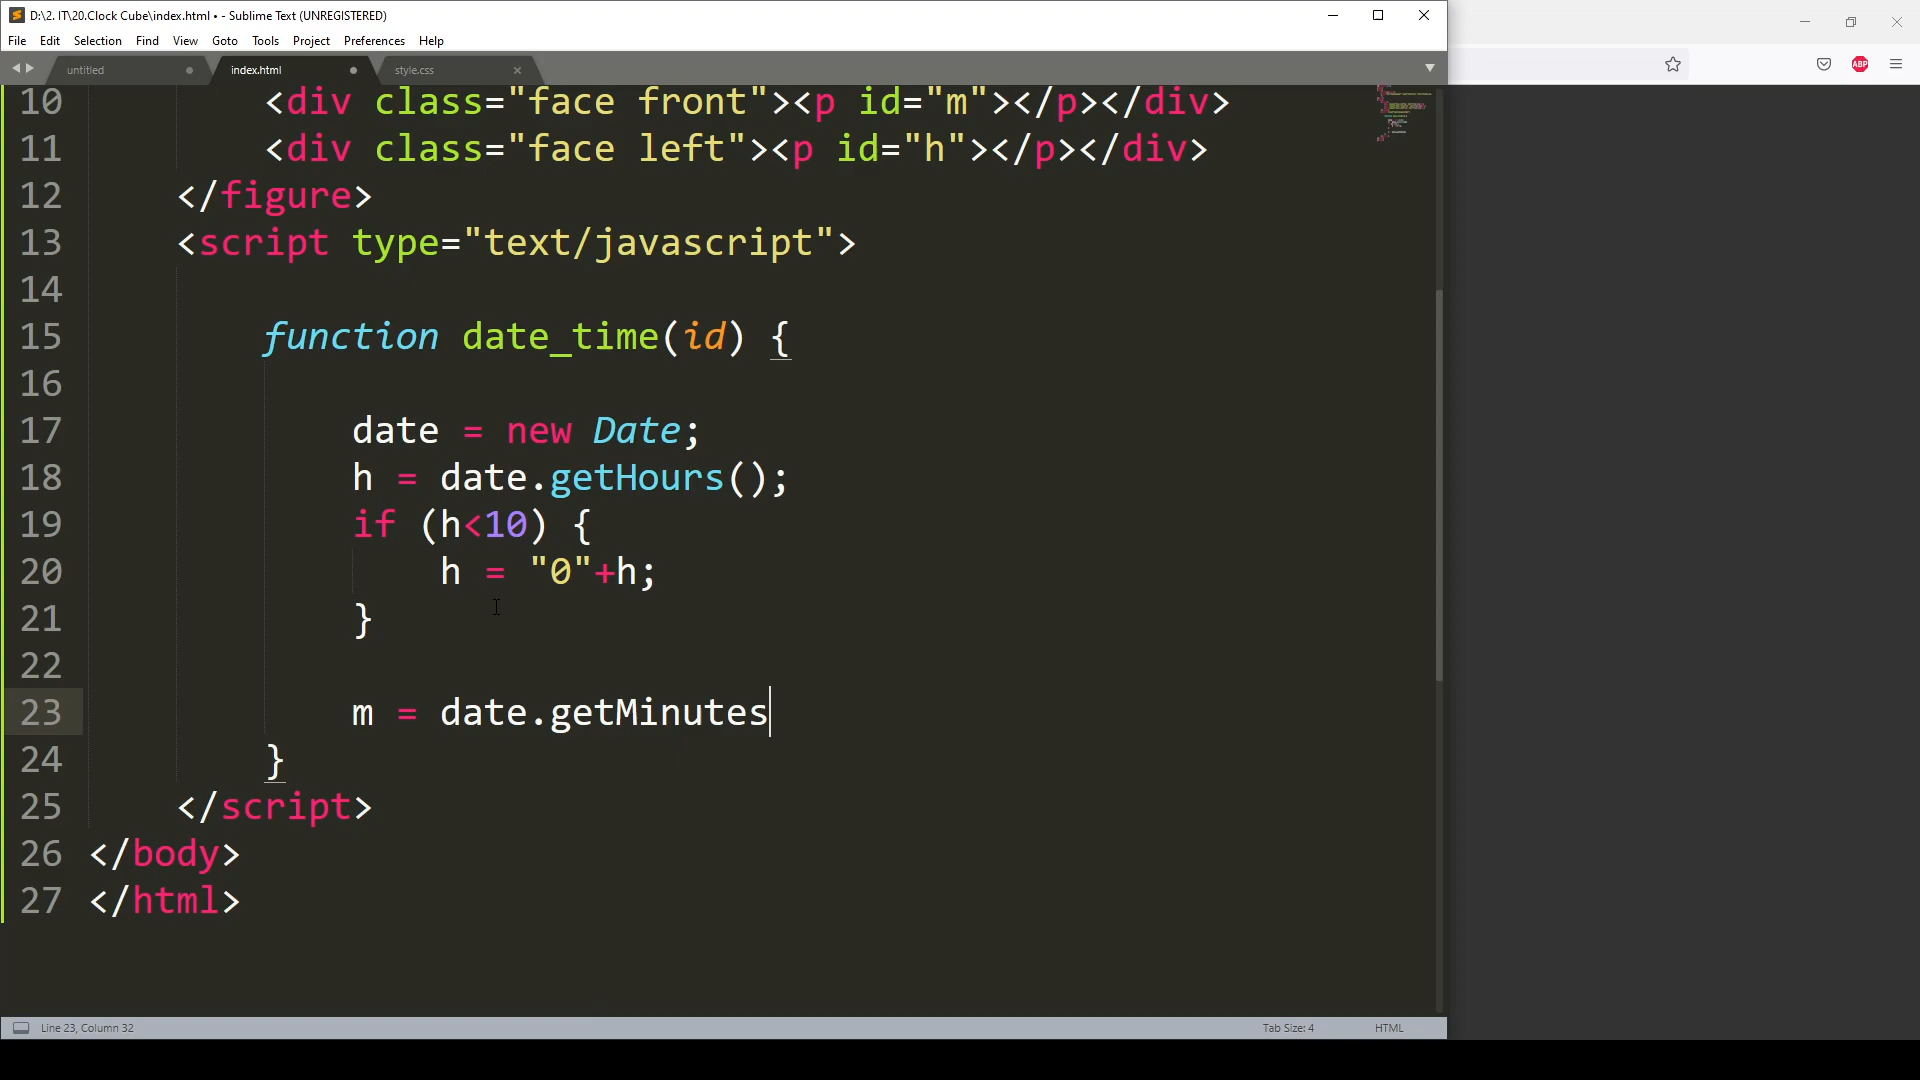 D:\2. IT\20.Clock Cube\index.html • - Sublime Text (UNREGISTERED)
File Edit Selection Find View Goto Tools Project Preferences Help
untitled index.html style.css
ABP
10 <div class="face front"><p id="m"></p></div>
11 <div class="face left"><p id="h"></p></div>
12 </figure>
13 <script type="text/javascript">
14
15 function date_time(id) {
16
17 date = new Date;
18 h = date.getHours();
19 if (h<10) {
20 h = "0"+h;
21 }
22
23 m = date.getMinutes
24 }
25 </script>
26 </body>
27 </html>
Line 23, Column 32 Tab Size: 4 HTML